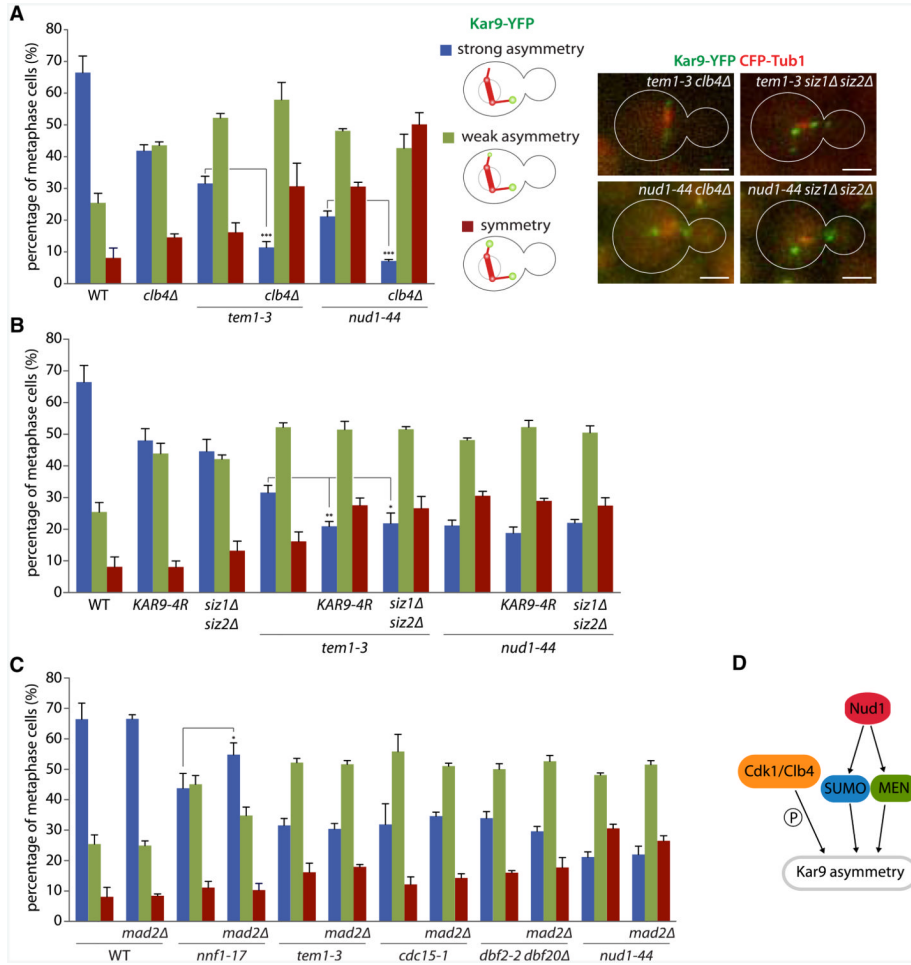 A
percentage of metaphase cells (%)
80
70
60
50
40
30
20
10
0
*** ***
WT clb4Δ clb4Δ clb4Δ
tem1-3 nud1-44
Kar9-YFP
strong asymmetry
weak asymmetry
symmetry
Kar9-YFP CFP-Tub1
tem1-3 clb4Δ tem1-3 siz1Δ siz2Δ
nud1-44 clb4Δ nud1-44 siz1Δ siz2Δ
B
percentage of metaphase cells (%)
80
70
60
50
40
30
20
10
0
** *
WT KAR9-4R siz1Δ KAR9-4R siz1Δ KAR9-4R siz1Δ
siz2Δ siz2Δ siz2Δ
tem1-3 nud1-44
C
percentage of metaphase cells (%)
80
70
60
50
40
30
20
10
0
*
mad2Δ mad2Δ mad2Δ mad2Δ mad2Δ mad2Δ
WT nnf1-17 tem1-3 cdc15-1 dbf2-2 dbf20Δ nud1-44
D
Nud1
Cdk1/Clb4
SUMO MEN
P
Kar9 asymmetry